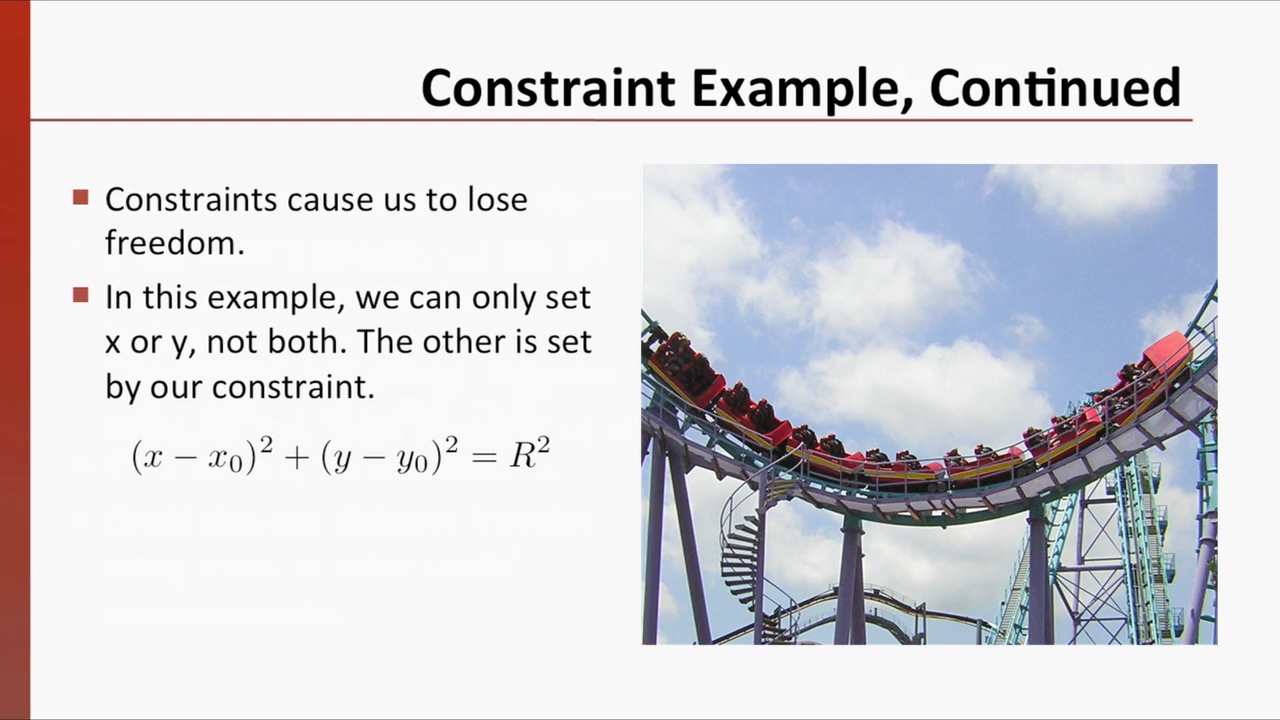 Constraint Example, Continued
■ Constraints cause us to lose
freedom.
■ In this example, we can only set
x or y, not both. The other is set
by our constraint.
(x − x₀)² + (y − y₀)² = R²